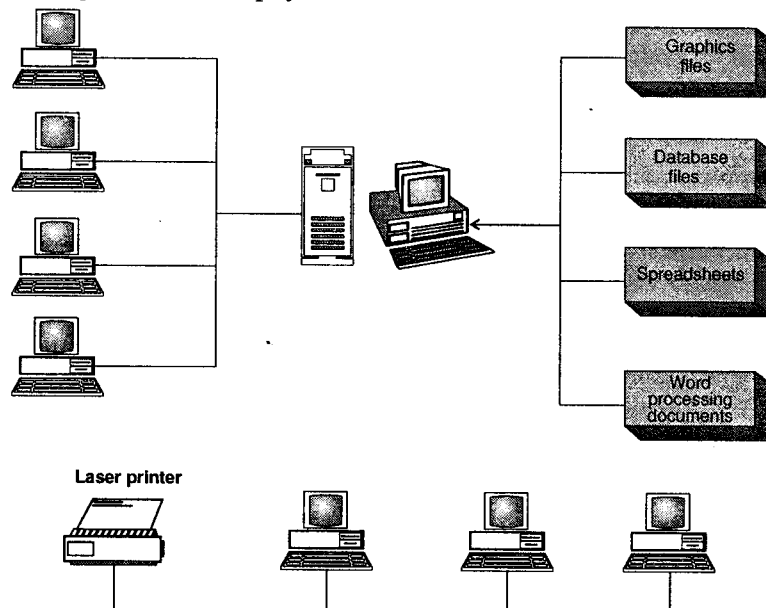 Graphics
files
Database
files
Spreadsheets
Word
processing
documents
Laser printer